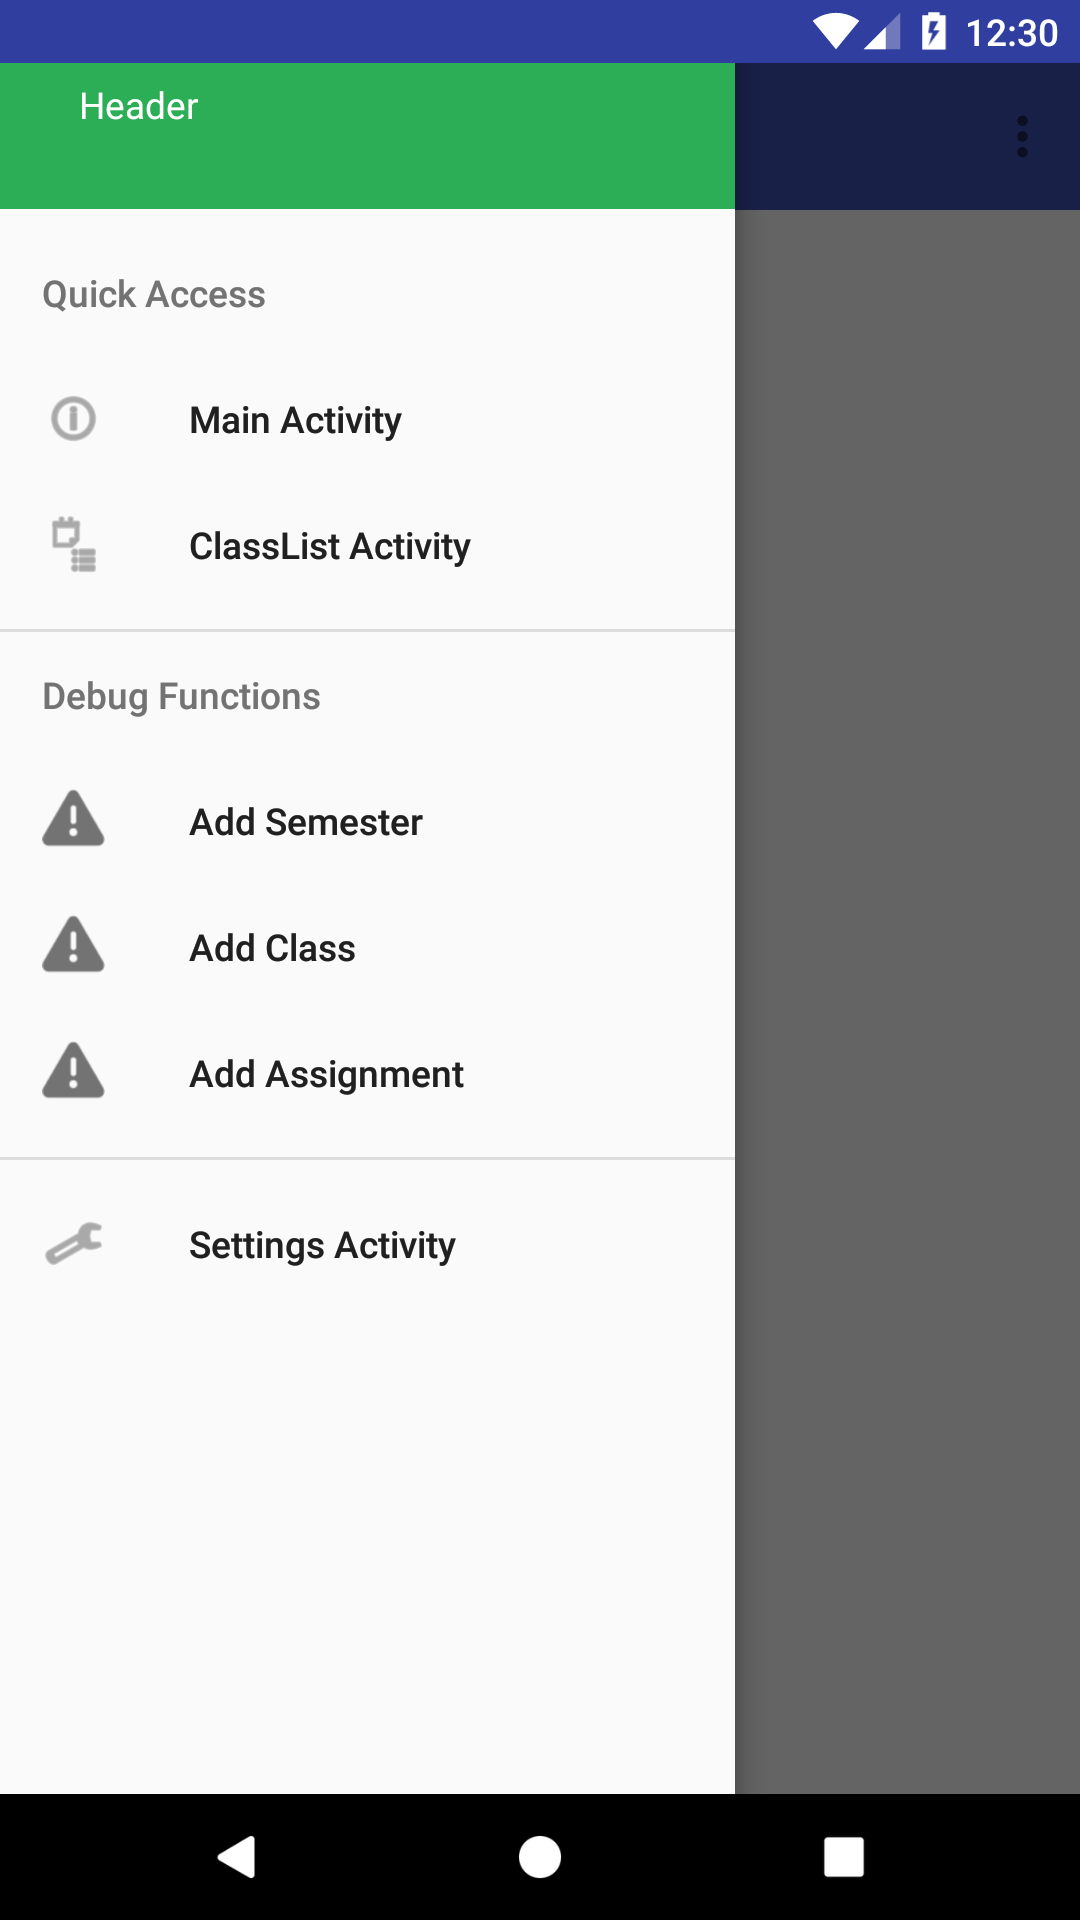 12:30
Header
Quick Access
Main Activity
ClassList Activity
Debug Functions
Add Semester
Add Class
Add Assignment
Settings Activity